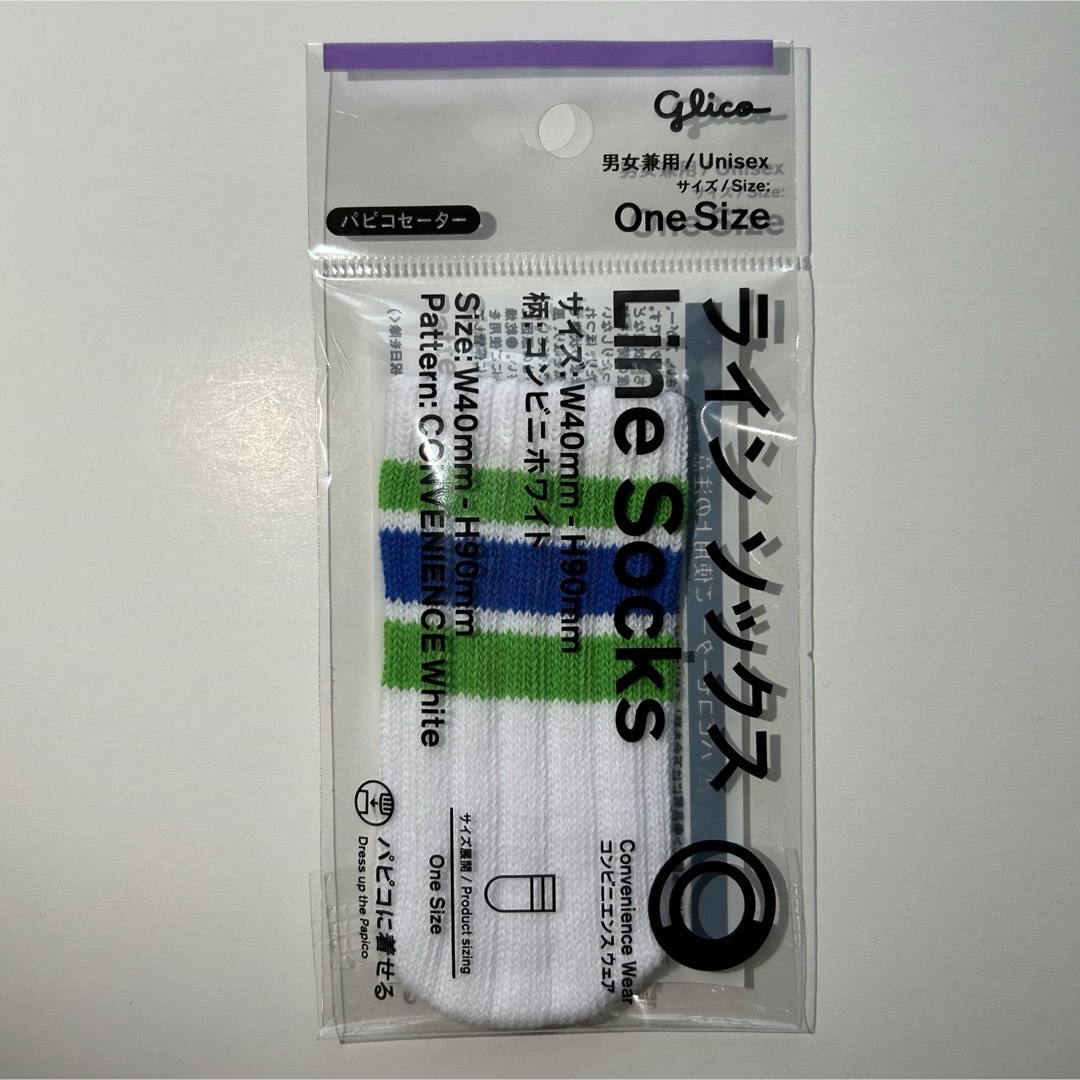 Glico
男女兼用 / Unisex
サイズ / Size:
One Size
パピコセーター
ライン ソックス
Line Socks
サイズ: W40mm - H90mm
柄: コンビニホワイト
Size: W40mm - H90mm
Pattern: CONVENIENCE White
Convenience Wear
コンビニエンス ウェア
サイズ展開 / Product sizing
One Size
パピコに着せる
Dress up the Papico